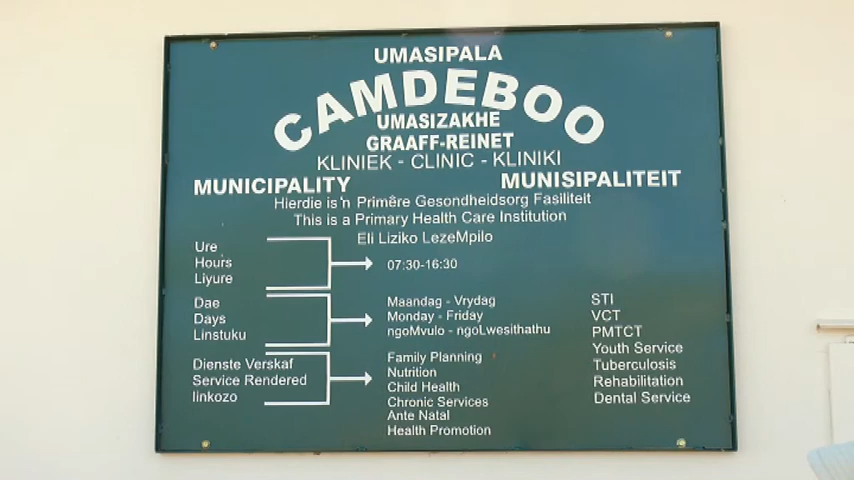 UMASIPALA
CAMDEBOO
UMASIZAKHE
GRAAFF-REINET
KLINIEK - CLINIC - KLINIKI
MUNICIPALITY MUNISIPALITEIT
Hierdie is 'n Primêre Gesondheidsorg Fasiliteit
This is a Primary Health Care Institution
Eli Liziko LezeMpilo
Ure
Hours
Liyure
07:30-16:30
Dae
Days
Linstuku
Maandag - Vrydag
Monday - Friday
ngoMvulo - ngoLwesithathu
Dienste Verskaf
Service Rendered
Iinkozo
Family Planning
Nutrition
Child Health
Chronic Services
Ante Natal
Health Promotion
STI
VCT
PMTCT
Youth Service
Tuberculosis
Rehabilitation
Dental Service